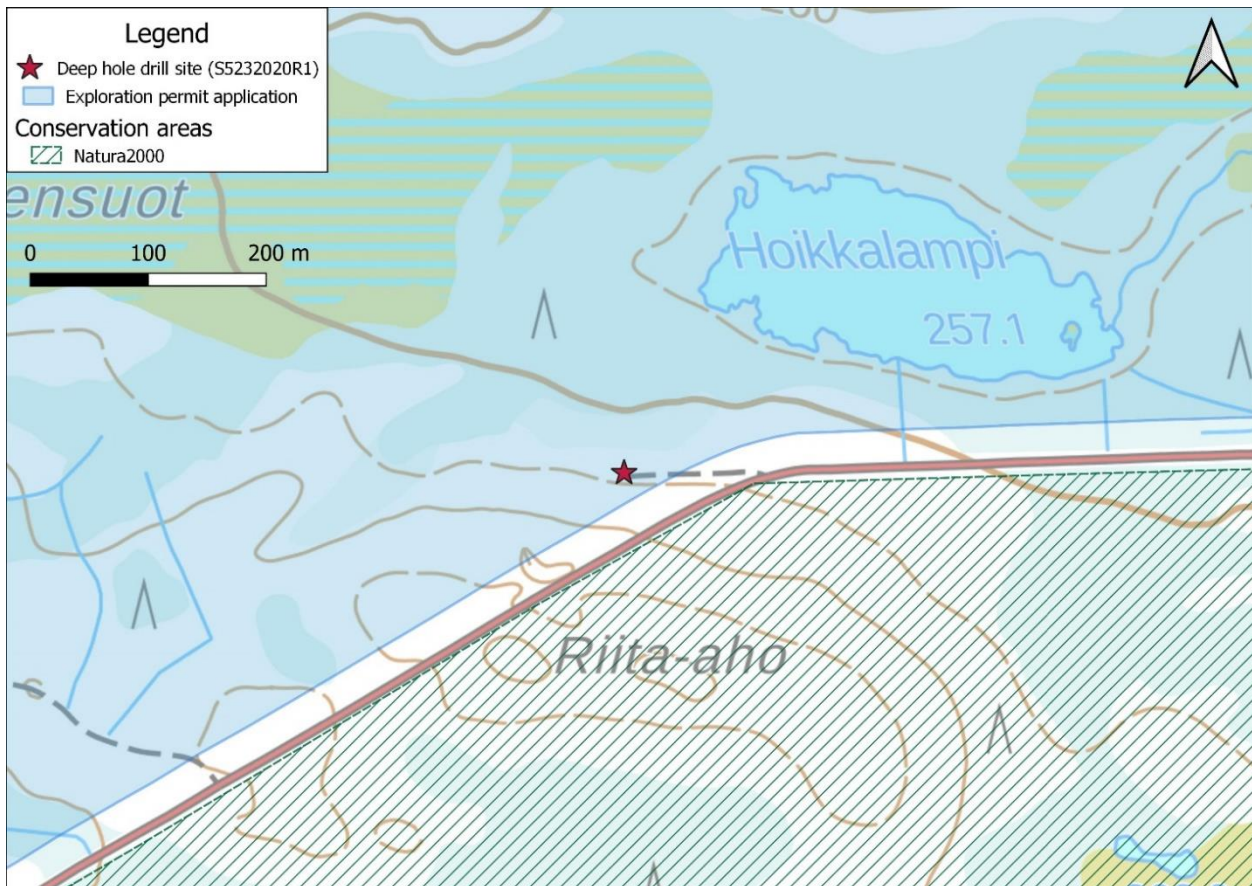 Legend
Deep hole drill site (S5232020R1)
Exploration permit application
Conservation areas
Natura2000
ensuot
0 100 200 m
Hoikkalampi
257.1
Riita-aho